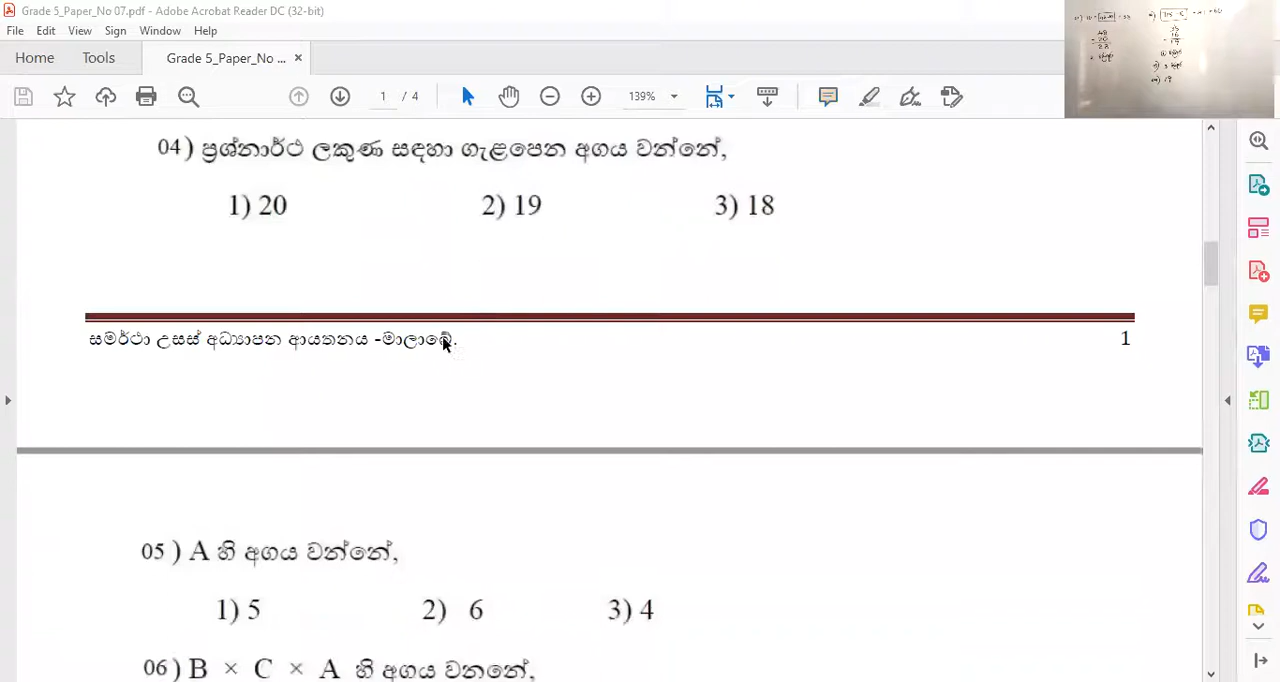 Grade 5_Paper_No 07.pdf - Adobe Acrobat Reader DC (32-bit)
File Edit View Sign Window Help
Home Tools Grade 5_Paper_No ... ×
1 / 4 139%
04) ප්‍රශ්නාර්ථ ලකුණ සඳහා ගැළපෙන අගය වන්නේ,
1) 20 2) 19 3) 18
සමර්ථා උසස් අධ්‍යාපන ආයතනය -මාලාබේ. 1
05 ) A හි අගය වන්නේ,
1) 5 2) 6 3) 4
06 ) B × C × A හි අගය වනනේ,